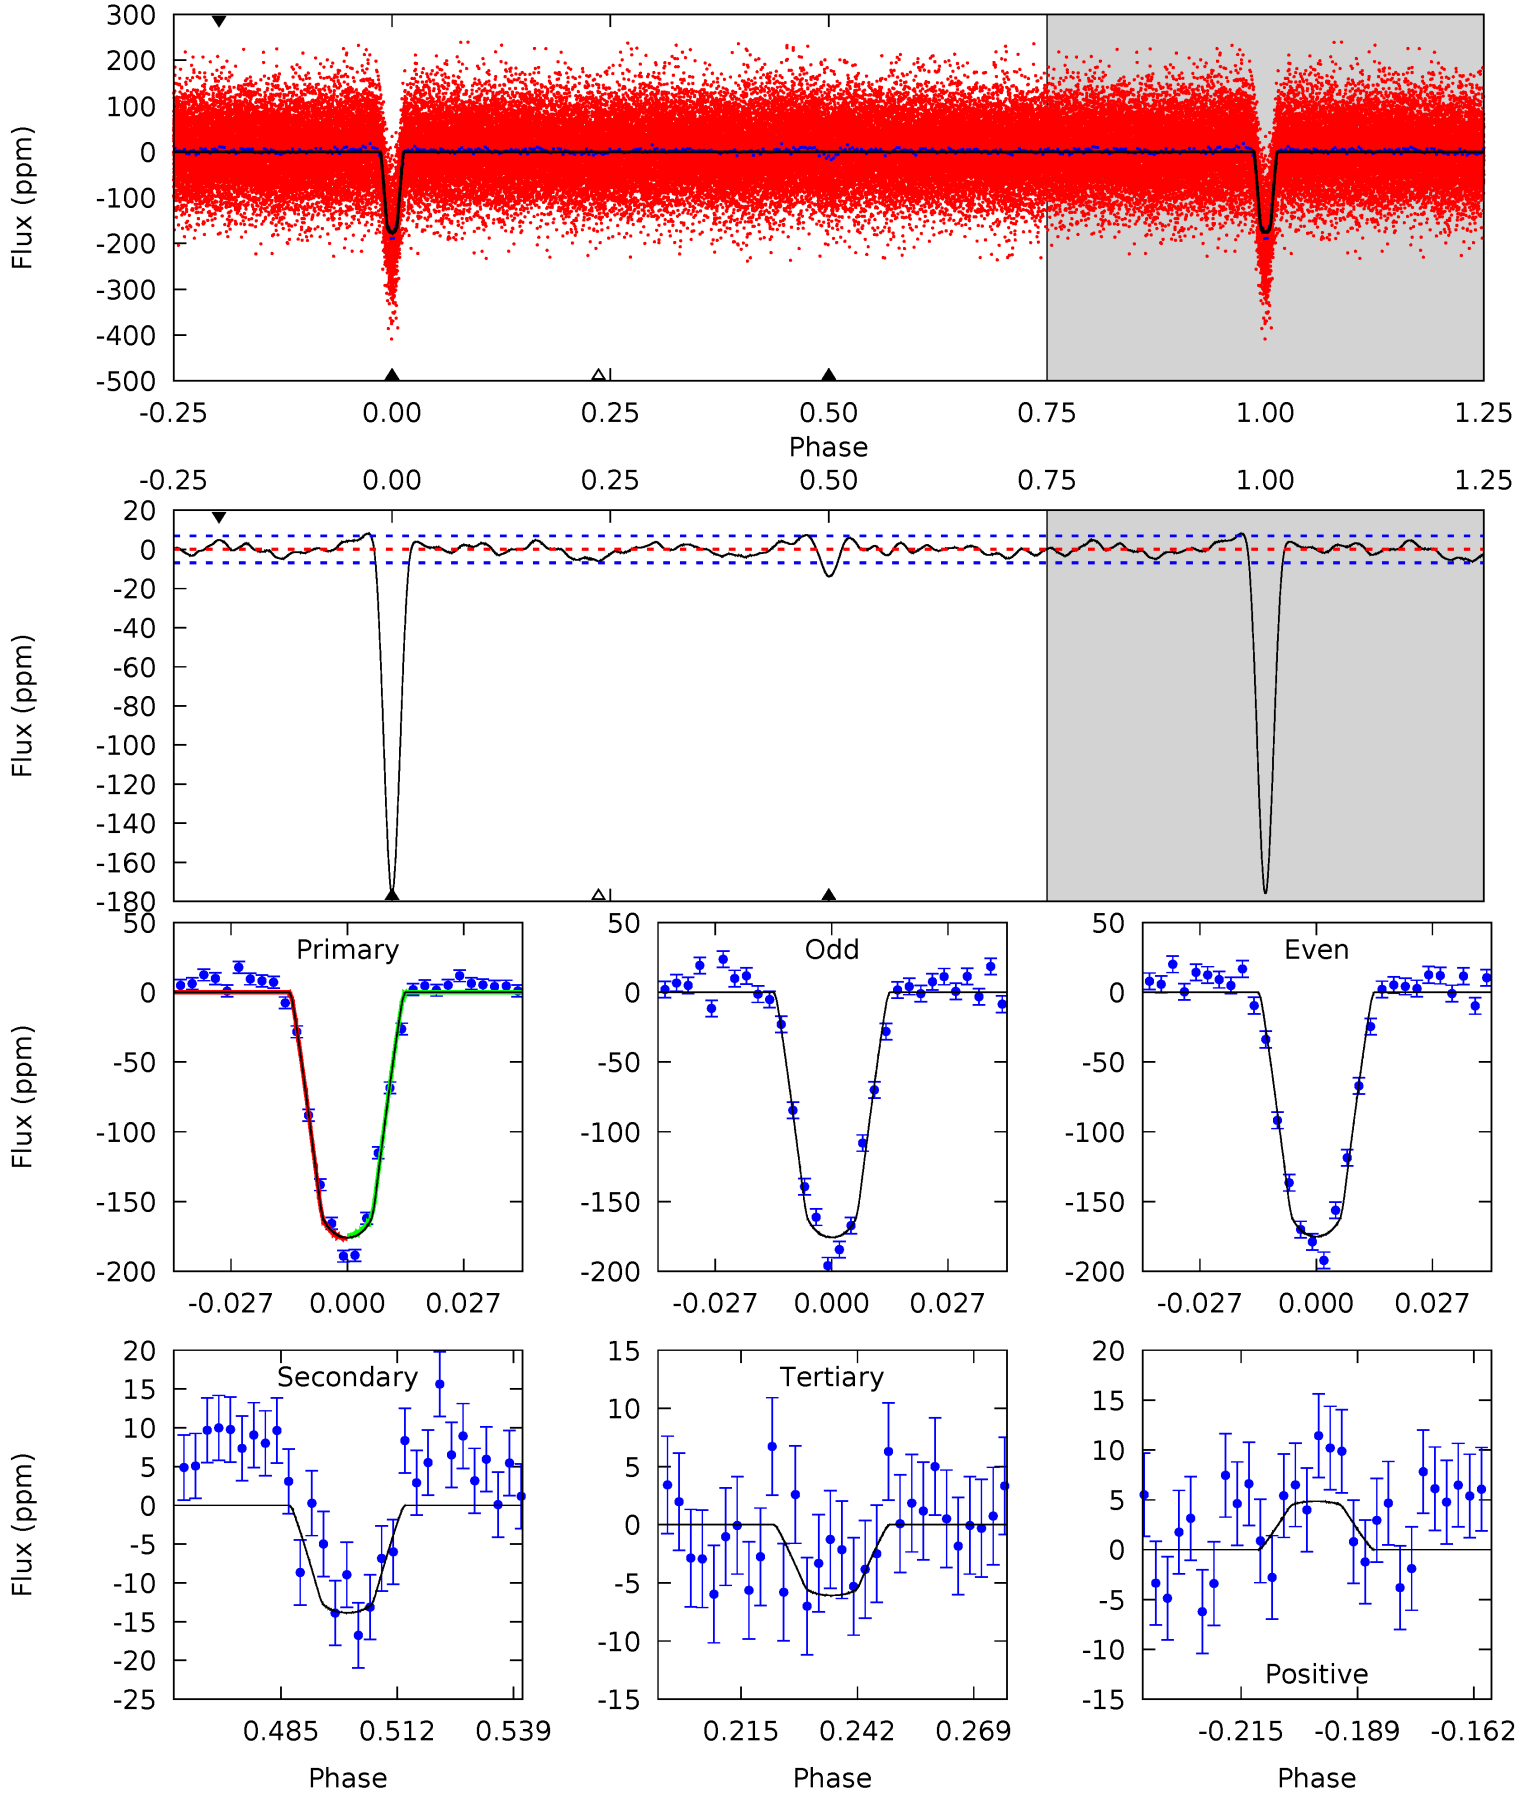 300
200
100
0
-100
-200
-300
-400
-500
Flux (ppm)
-0.25 0.00 0.25 0.50 0.75 1.00 1.25
Phase
-0.25 0.00 0.25 0.50 0.75 1.00 1.25
20
0
-20
-40
-60
-80
-100
-120
-140
-160
-180
Flux (ppm)
Primary Odd Even
50 50 50
0 0 0
-50 -50 -50
-100 -100 -100
-150 -150 -150
-200 -200 -200
Flux (ppm)
-0.027 0.000 0.027 -0.027 0.000 0.027 -0.027 0.000 0.027
Secondary Tertiary
20
15
10
5
0
-5
-10
-15
-20
-25
Flux (ppm)
15
10
5
0
-5
-10
-15
20
15
10
5
0
-5
-10
-15
Positive
0.485 0.512 0.539 0.215 0.242 0.269 -0.215 -0.189 -0.162
Phase Phase Phase